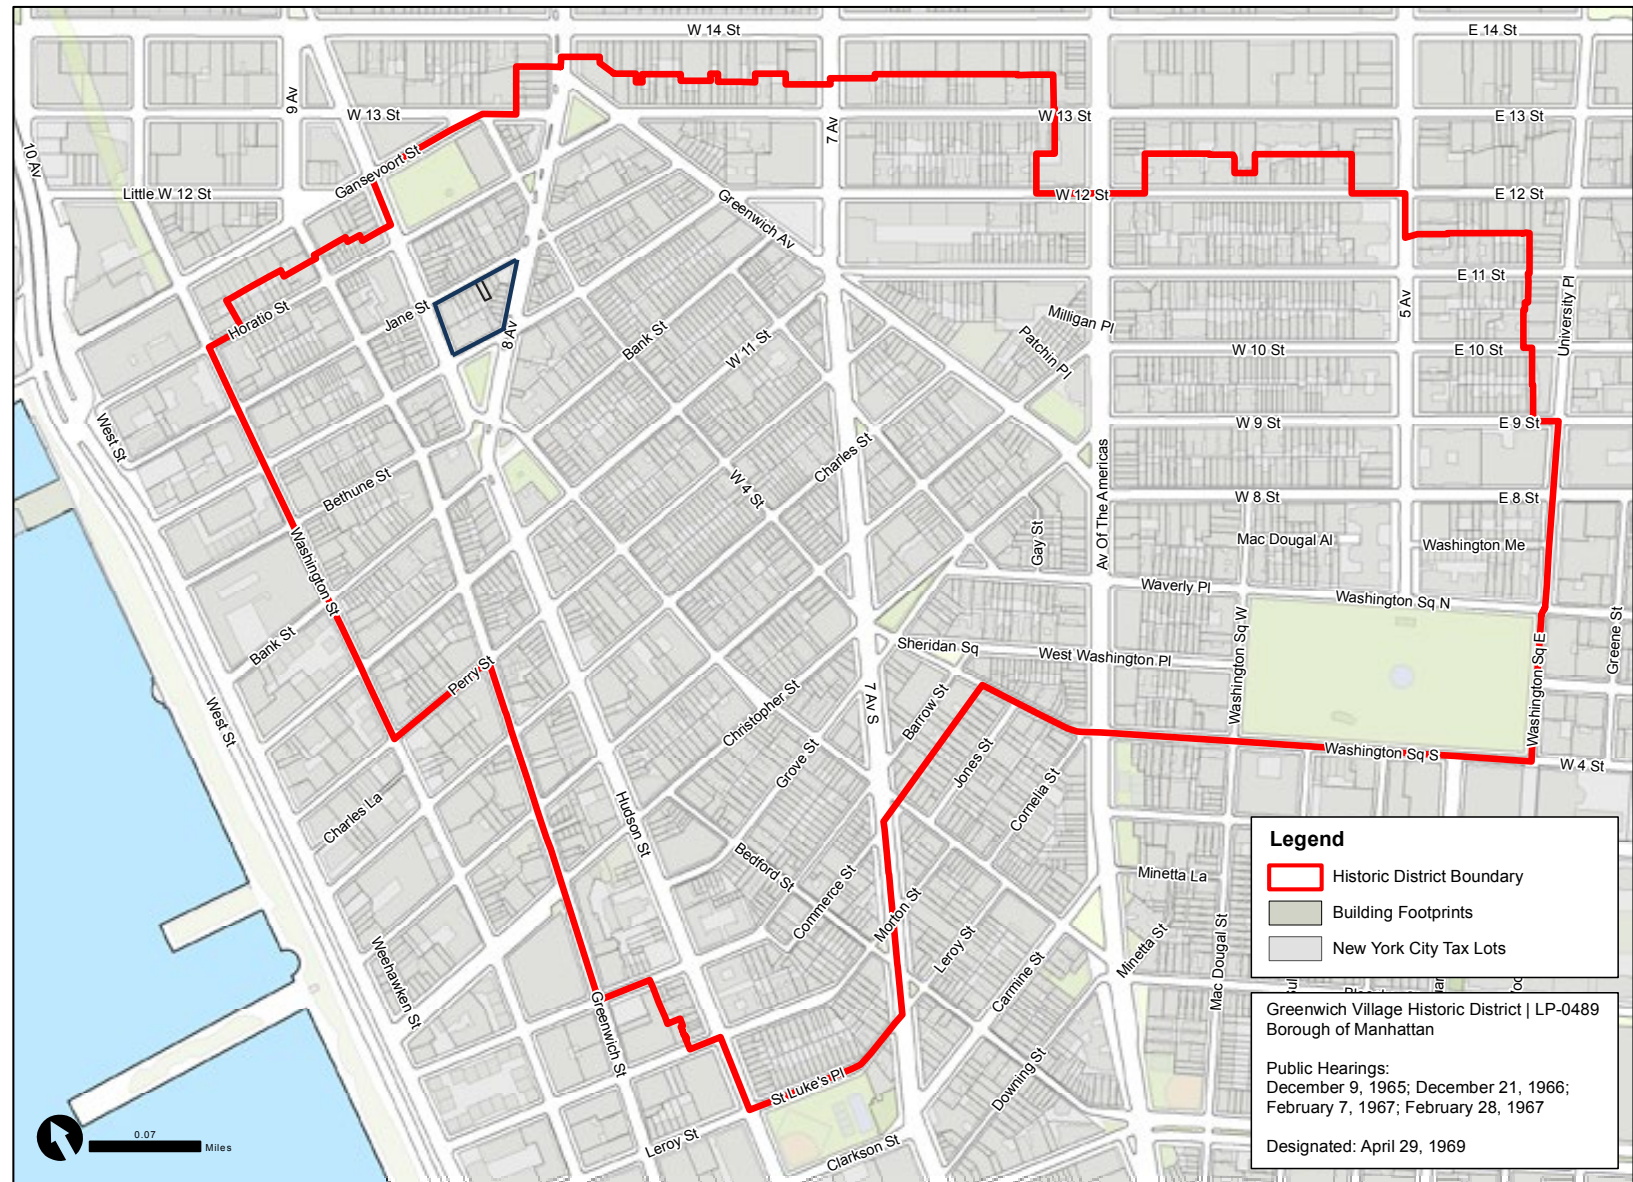 W 14 St
E 14 St
9 Av
W 13 St
7 Av
W 13 St
E 13 St
10 Av
Gansevoort St
Little W 12 St
W 12 St
E 12 St
Greenwich Av
E 11 St
University Pl
5 Av
Horatio St
Jane St
8 Av
Bank St
W 11 St
Milligan Pl
Patchin Pl
W 10 St
E 10 St
W 9 St
E 9 St
West St
Bethune St
W 4 St
Charles St
Av Of The Americas
W 8 St
E 8 St
Gay St
Mac Dougal Al
Washington Me
Washington St
Waverly Pl
Washington Sq N
Bank St
Sheridan Sq
West Washington Pl
Washington Sq W
Washington Sq E
Greene St
Perry St
West St
Christopher St
7 Av S
Barrow St
Grove St
Jones St
Washington Sq S
W 4 St
Charles La
Hudson St
Cornelia St
Bedford St
Commerce St
Morton St
Minetta La
Weehawken St
Leroy St
Carmine St
Minetta St
Mac Dougal St
Greenwich St
St Luke's Pl
Downing St
Leroy St
Clarkson St
0.07
Miles
Legend
Historic District Boundary
Building Footprints
New York City Tax Lots
Greenwich Village Historic District | LP-0489
Borough of Manhattan
Public Hearings:
December 9, 1965; December 21, 1966;
February 7, 1967; February 28, 1967
Designated: April 29, 1969